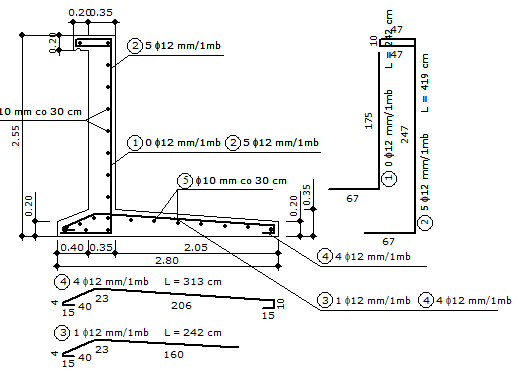 0.20 0.35
0.20
2 5 ϕ12 mm/1mb
2.55
10 mm co 30 cm
1 0 ϕ12 mm/1mb 2 5 ϕ12 mm/1mb
5 ϕ10 mm co 30 cm
0.20
0.20
0.35
0.40 0.35 2.05
2.80
4 4 ϕ12 mm/1mb
3 1 ϕ12 mm/1mb 4 4 ϕ12 mm/1mb
4 4 ϕ12 mm/1mb L = 313 cm
4
15 40 23 206 15 10
3 1 ϕ12 mm/1mb L = 242 cm
4
15 40 23 160
47
10
47
175
247
1 0 ϕ12 mm/1mb L = 242 cm
2 5 ϕ12 mm/1mb L = 419 cm
67
67